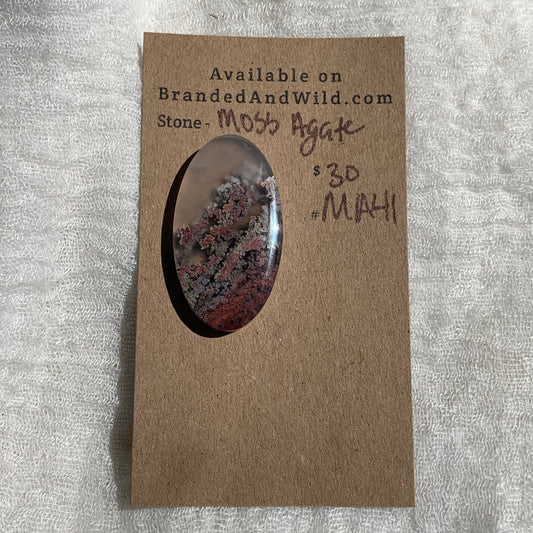 Available on
BrandedAndWild.com
Stone - Moss Agate
$ 30
# MA41